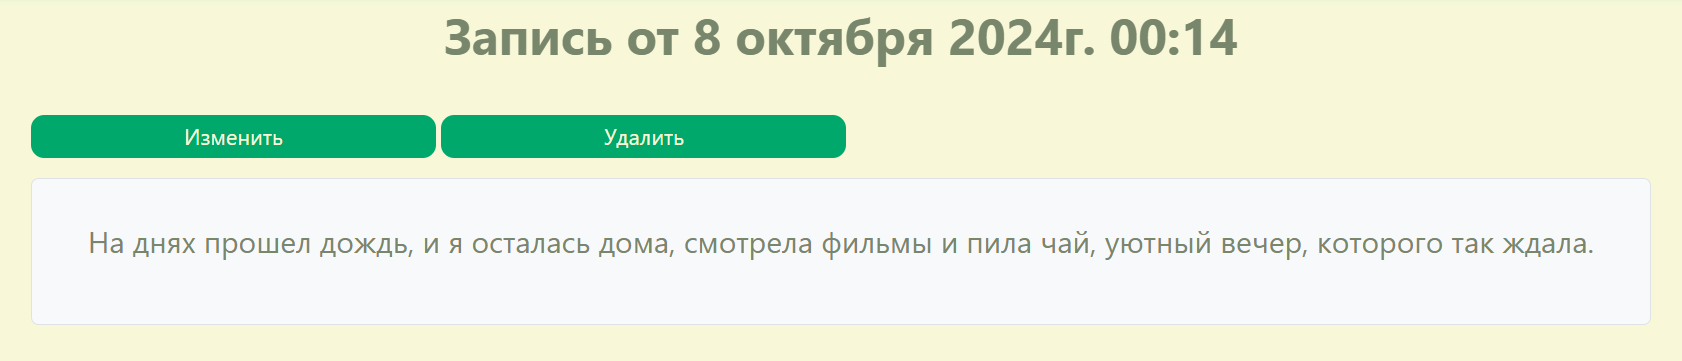 Запись от 8 октября 2024г. 00:14
Изменить Удалить
На днях прошел дождь, и я осталась дома, смотрела фильмы и пила чай, уютный вечер, которого так ждала.